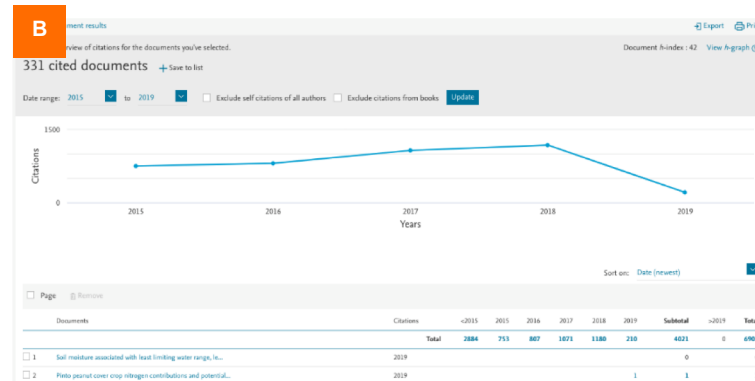 B
ment results
Export Pri
rview of citations for the documents you've selected.
Document h-index : 42 View h-graph
331 cited documents + Save to list
Date range: 2015 to 2019 Exclude self citations of all authors Exclude citations from books Update
1500
Citations
0
2015 2016 2017 2018 2019
Years
Sort on: Date (newest)
Page Remove
Documents Citations <2015 2015 2016 2017 2018 2019 Subtotal >2019 Tota
Total 2884 753 807 1071 1180 210 4021 0 690
1 Soil moisture associated with least limiting water range, le... 2019 0
2 Pinto peanut cover crop nitrogen contributions and potential... 2019 1 1